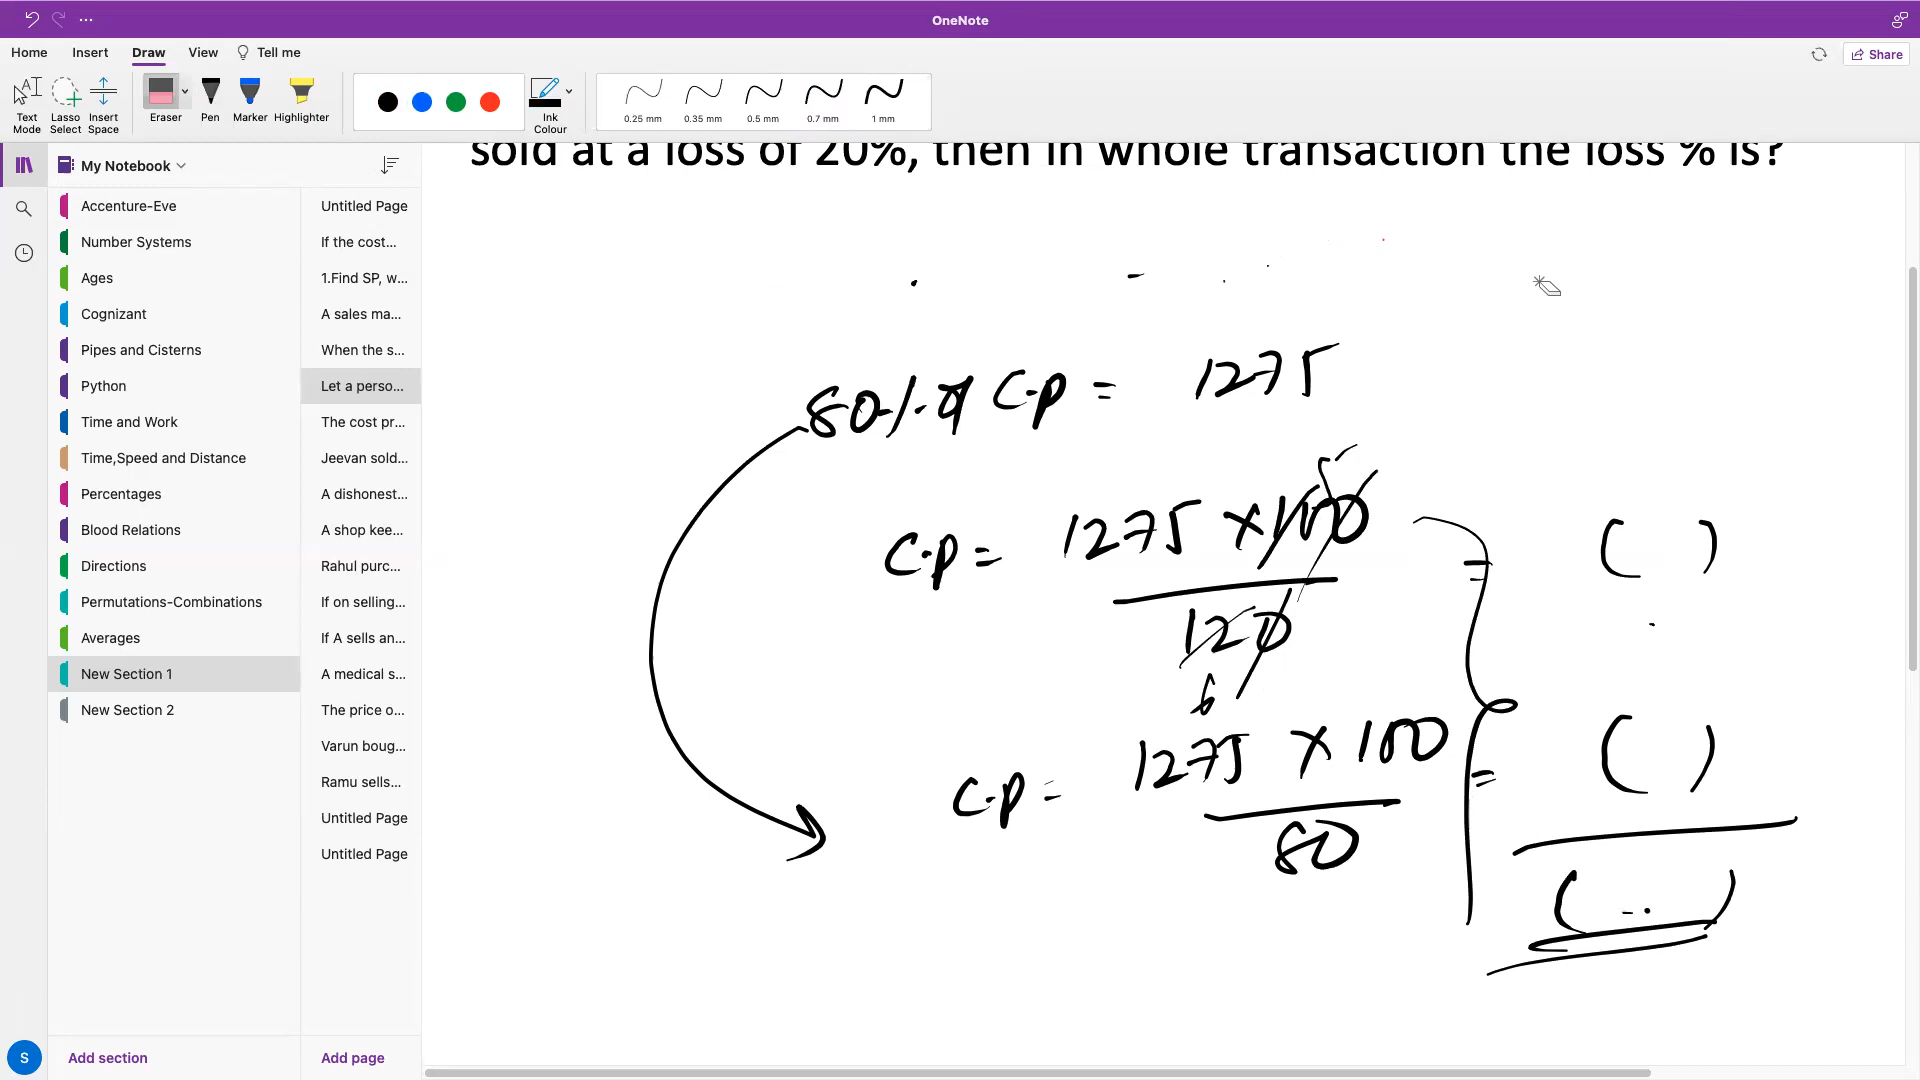 OneNote
Home Insert Draw View Tell me
Share
Text Mode
Lasso Select
Insert Space
Eraser
Pen
Marker
Highlighter
Ink Colour
0.25 mm 0.35 mm 0.5 mm 0.7 mm 1 mm
My Notebook
Accenture-Eve
Number Systems
Ages
Cognizant
Pipes and Cisterns
Python
Time and Work
Time,Speed and Distance
Percentages
Blood Relations
Directions
Permutations-Combinations
Averages
New Section 1
New Section 2
Add section
S
Untitled Page
If the cost...
1.Find SP, w...
A sales ma...
When the s...
Let a perso...
The cost pr...
Jeevan sold...
A dishonest...
A shop kee...
Rahul purc...
If on selling...
If A sells an...
A medical s...
The price o...
Varun boug...
Ramu sells...
Untitled Page
Untitled Page
Add page
sold at a loss of 20%, then in whole transaction the loss % is?
80% of C.P = 1275
5
C.P = 1275 x 100 = ( )
120
6
C.P = 1275 x 100 = ( )
80
( -. )